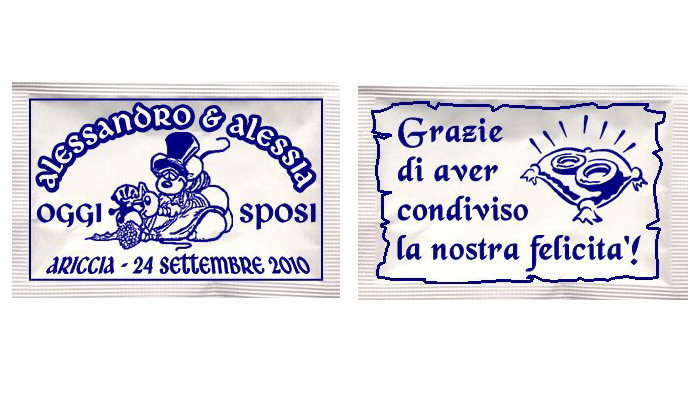 alessandro & alessia
OGGI SPOSI
ARICCIA - 24 settembre 2010
Grazie
di aver
condiviso
la nostra felicita'!